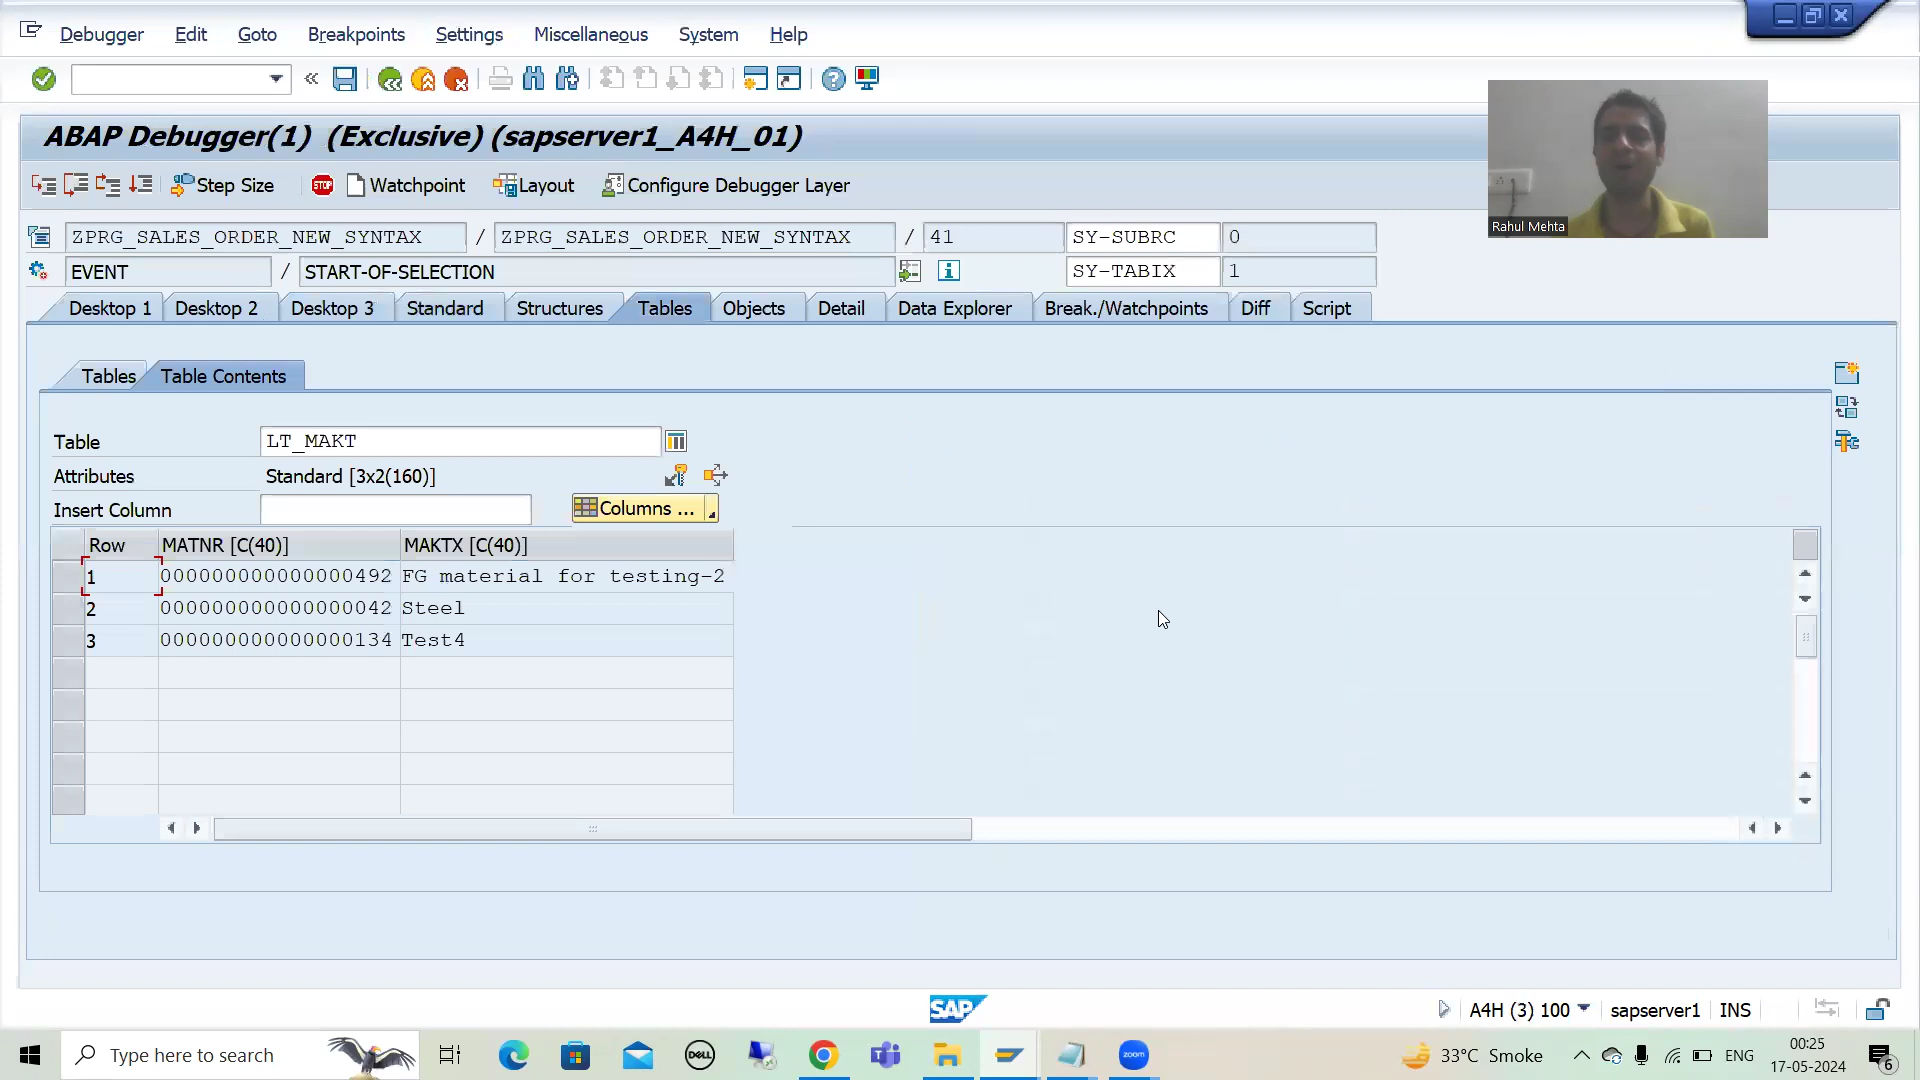 Debugger Edit Goto Breakpoints Settings Miscellaneous System Help
ABAP Debugger(1) (Exclusive) (sapserver1_A4H_01)
Step Size STOP Watchpoint Layout Configure Debugger Layer
Rahul Mehta
ZPRG_SALES_ORDER_NEW_SYNTAX / ZPRG_SALES_ORDER_NEW_SYNTAX / 41 SY-SUBRC 0
EVENT / START-OF-SELECTION SY-TABIX 1
Desktop 1 Desktop 2 Desktop 3 Standard Structures Tables Objects Detail Data Explorer Break./Watchpoints Diff Script
Tables Table Contents
Table LT_MAKT
Attributes Standard [3x2(160)]
Insert Column Columns ...
Row MATNR [C(40)] MAKTX [C(40)]
1 000000000000000492 FG material for testing-2
2 000000000000000042 Steel
3 000000000000000134 Test4
SAP A4H (3) 100 sapserver1 INS
Type here to search DELL zoom 33°C Smoke ENG 00:25
17-05-2024 6